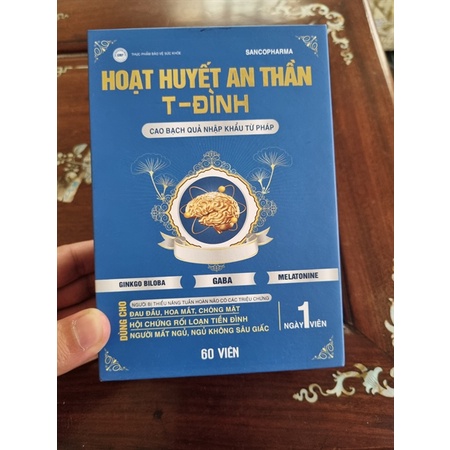 THỰC PHẨM BẢO VỆ SỨC KHỎE
SANCOPHARMA
HOẠT HUYẾT AN THẦN
T-ĐÌNH
CAO BẠCH QUẢ NHẬP KHẨU TỪ PHÁP
GINKGO BILOBA
GABA
MELATONINE
DÙNG CHO
NGƯỜI BỊ THIỂU NĂNG TUẦN HOÀN NÃO CÓ CÁC TRIỆU CHỨNG
ĐAU ĐẦU, HOA MẮT, CHÓNG MẶT
HỘI CHỨNG RỐI LOẠN TIỀN ĐÌNH
NGƯỜI MẤT NGỦ, NGỦ KHÔNG SÂU GIẤC
NGÀY 1 VIÊN
60 VIÊN